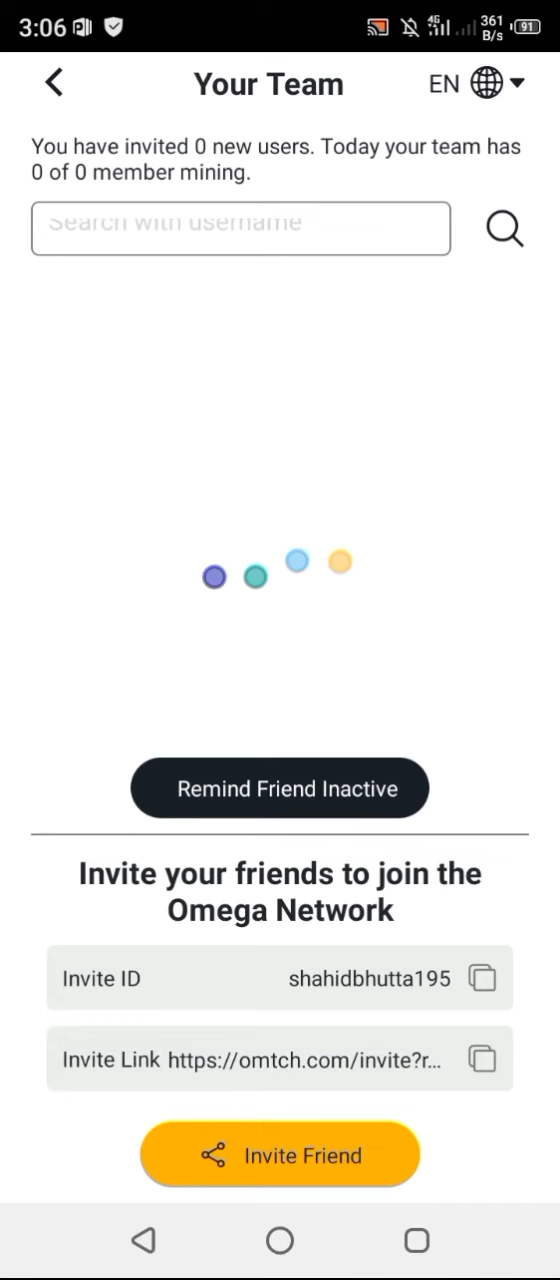 3:06 4G 361 B/s 91
Your Team EN
You have invited 0 new users. Today your team has
0 of 0 member mining.
Search with username
Remind Friend Inactive
Invite your friends to join the
Omega Network
Invite ID shahidbhutta195
Invite Link https://omtch.com/invite?r...
Invite Friend